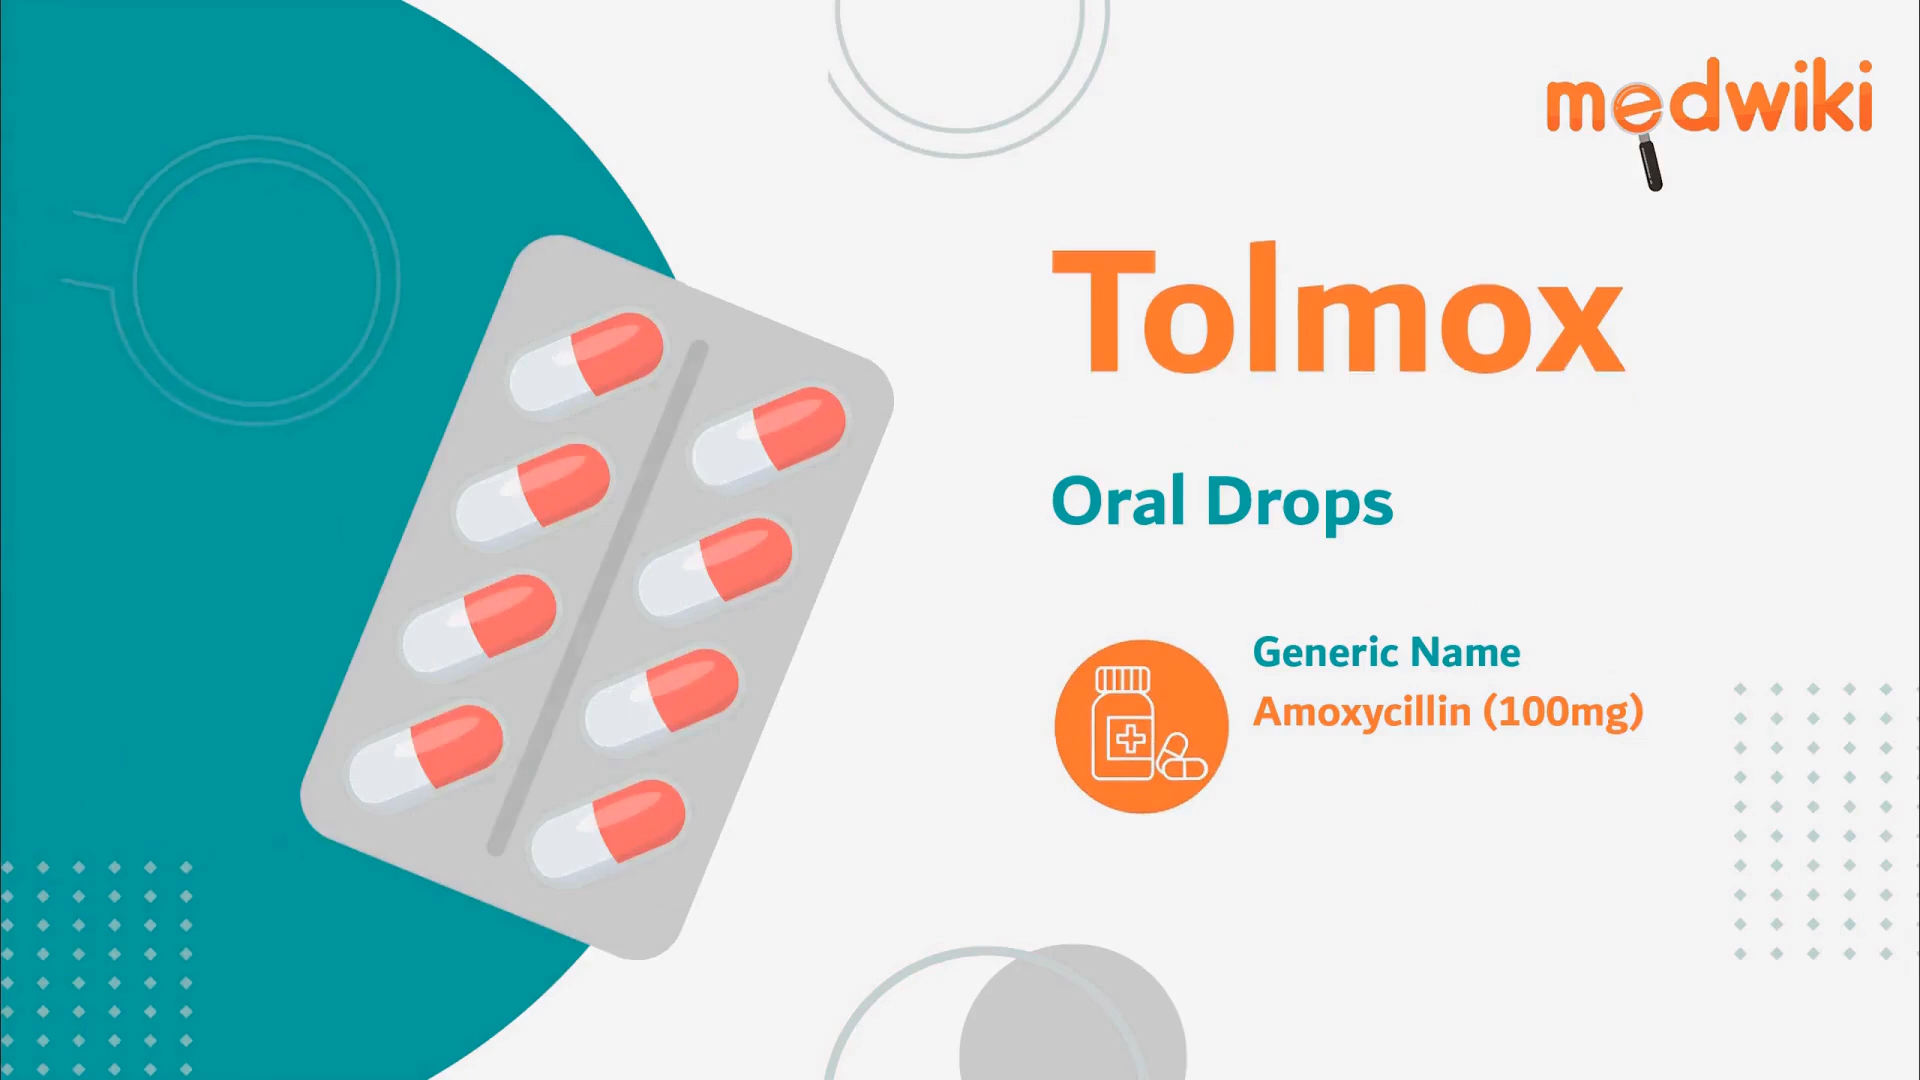 medwiki
Tolmox
Oral Drops
Generic Name
Amoxycillin (100mg)